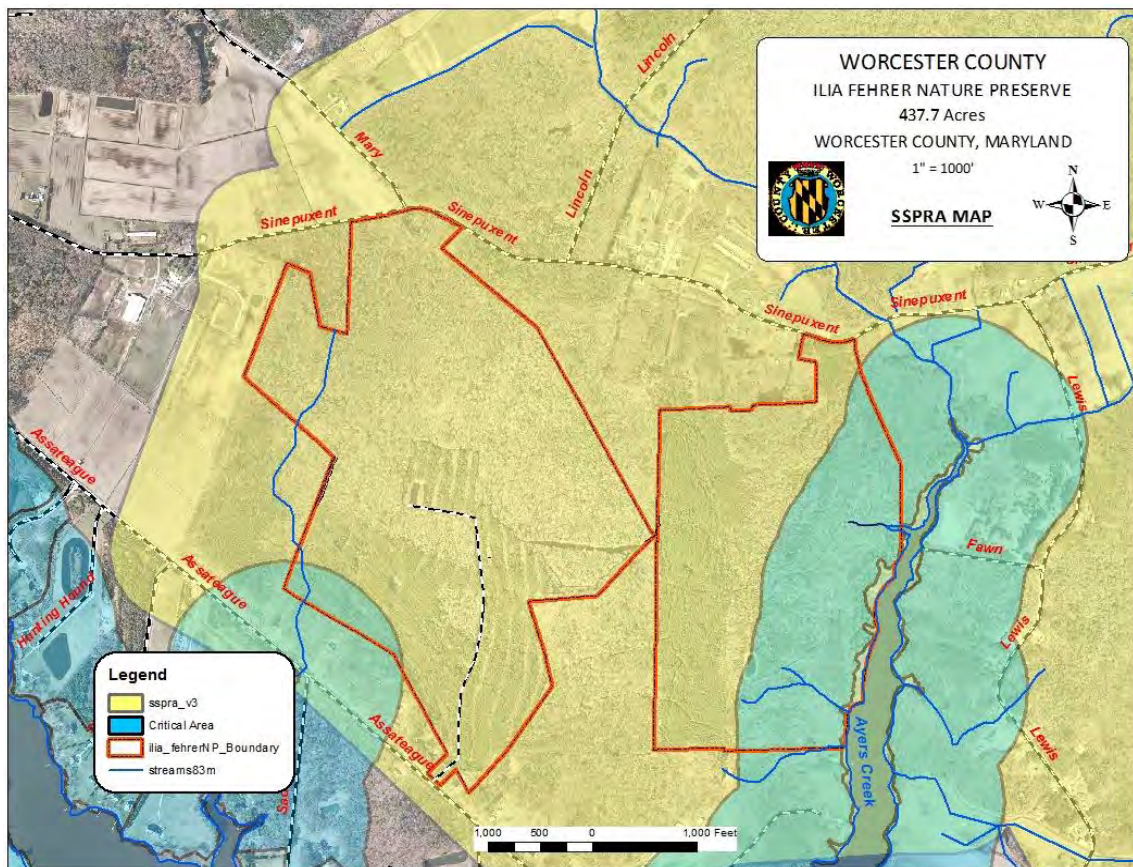 WORCESTER COUNTY
ILIA FEHRER NATURE PRESERVE
437.7 Acres
WORCESTER COUNTY, MARYLAND
1" = 1000'
SSPRA MAP
N
W
E
S
Lincoln
Mary
Lincoln
Sinepuxent
Sinepuxent
Sinepuxent
Sinepuxent
Lewis
Assateague
Assateague
Hunting Hound
Fawn
Lewis
Lewis
Assateague
Ayers Creek
Legend
sspra_v3
Critical Area
ilia_fehrerNP_Boundary
streams83m
1,000 500 0 1,000 Feet